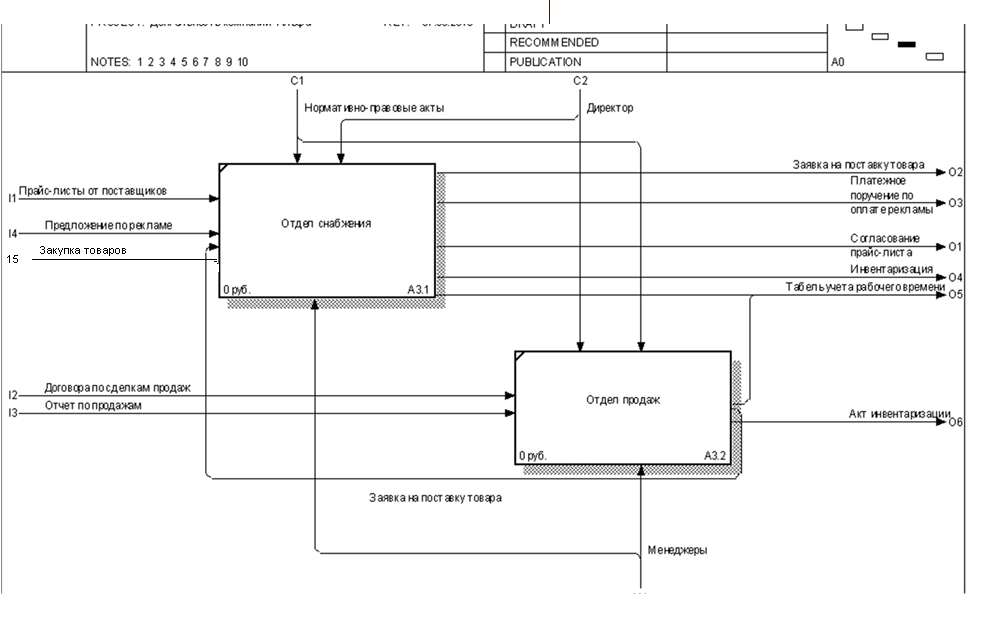 DRAFT
RECOMMENDED
NOTES: 1 2 3 4 5 6 7 8 9 10
PUBLICATION
A0
C1
C2
Нормативно-правовые акты
Директор
Заявка на поставку товара
O2
I1
Прайс-листы от поставщиков
Платежное
поручение по
оплате рекламы
O3
Отдел снабжения
I4
Предложение по рекламе
Согласование
прайс-листа
O1
15
Закупка товаров
Инвентаризация
O4
0 руб.
A3.1
Табель учета рабочего времени
O5
I2
Договора по сделкам продаж
Отдел продаж
I3
Отчет по продажам
Акт инвентаризации
O6
0 руб.
A3.2
Заявка на поставку товара
Менеджеры